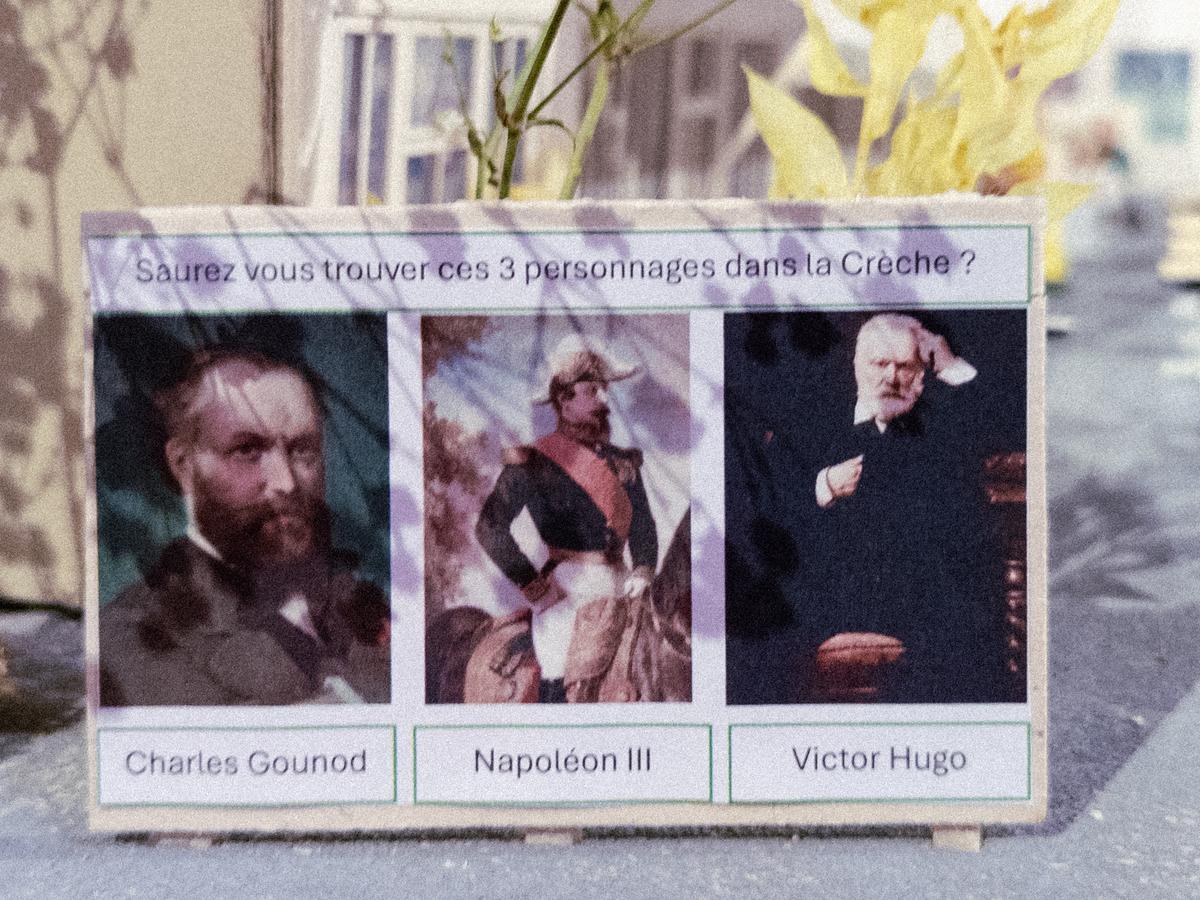 Saurez vous trouver ces 3 personnages dans la Crèche ?
Charles Gounod
Napoléon III
Victor Hugo